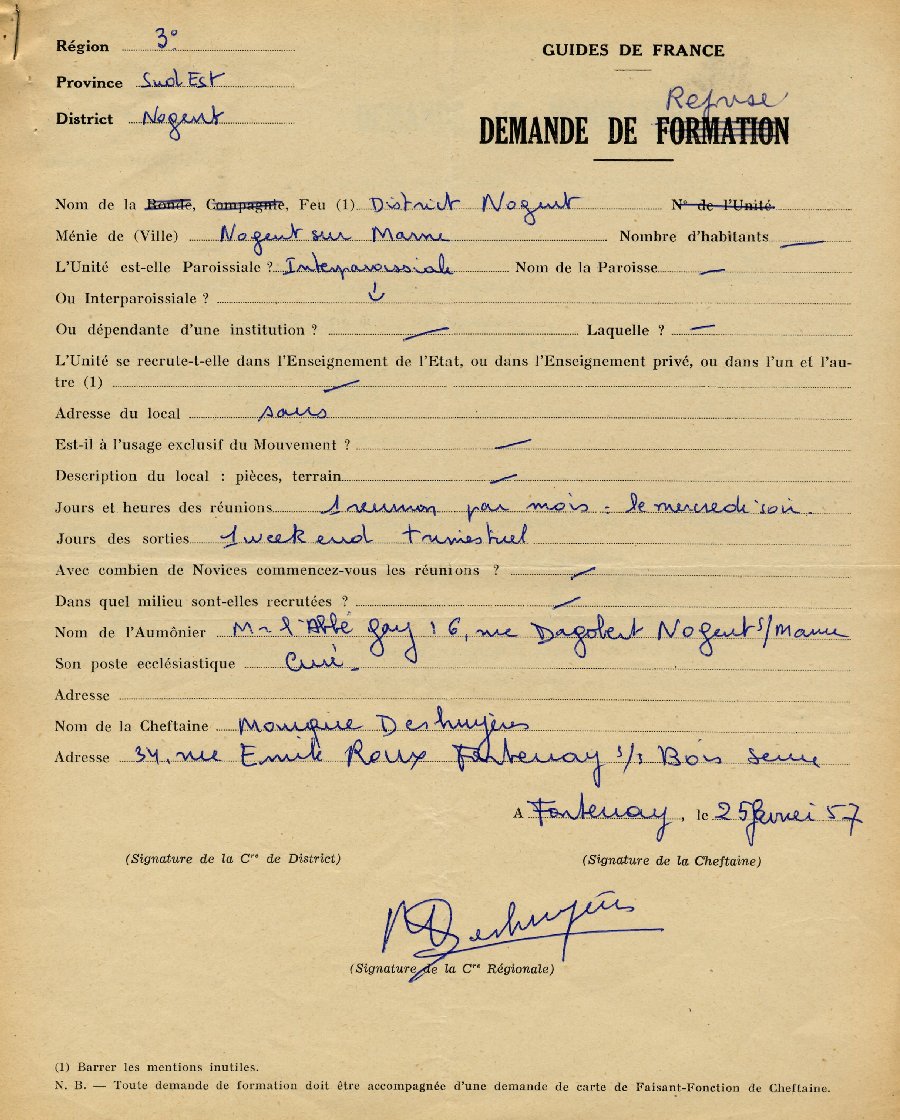 Région 3°
GUIDES DE FRANCE
Province Sud Est
District Nogent
Refuse
DEMANDE DE FORMATION
Nom de la Ronde, Compagnie, Feu (1) District Nogent N° de l'Unité
Ménie de (Ville) Nogent sur Marne Nombre d'habitants —
L'Unité est-elle Paroissiale ? Interparoissiale Nom de la Paroisse —
Ou Interparoissiale ?
Ou dépendante d'une institution ? — Laquelle ? —
L'Unité se recrute-t-elle dans l'Enseignement de l'Etat, ou dans l'Enseignement privé, ou dans l'un et l'au-
tre (1) —
Adresse du local sans
Est-il à l'usage exclusif du Mouvement ? —
Description du local : pièces, terrain —
Jours et heures des réunions 1 reunion par mois : le mercredi soir.
Jours des sorties 1 week end trimestriel
Avec combien de Novices commencez-vous les réunions ? —
Dans quel milieu sont-elles recrutées ? —
Nom de l'Aumônier Mr l'Abbé Gay 16, rue Dagobert Nogent s/Marne
Son poste ecclésiastique Curé -
Adresse
Nom de la Cheftaine Monique Deshuyères
Adresse 34, rue Emile Roux Fontenay s/s Bois Seine
A Fontenay, le 25 février 57
(Signature de la Cre de District) (Signature de la Cheftaine)
MDeshuyères
(Signature de la Cre Régionale)
(1) Barrer les mentions inutiles.
N. B. — Toute demande de formation doit être accompagnée d'une demande de carte de Faisant-Fonction de Cheftaine.